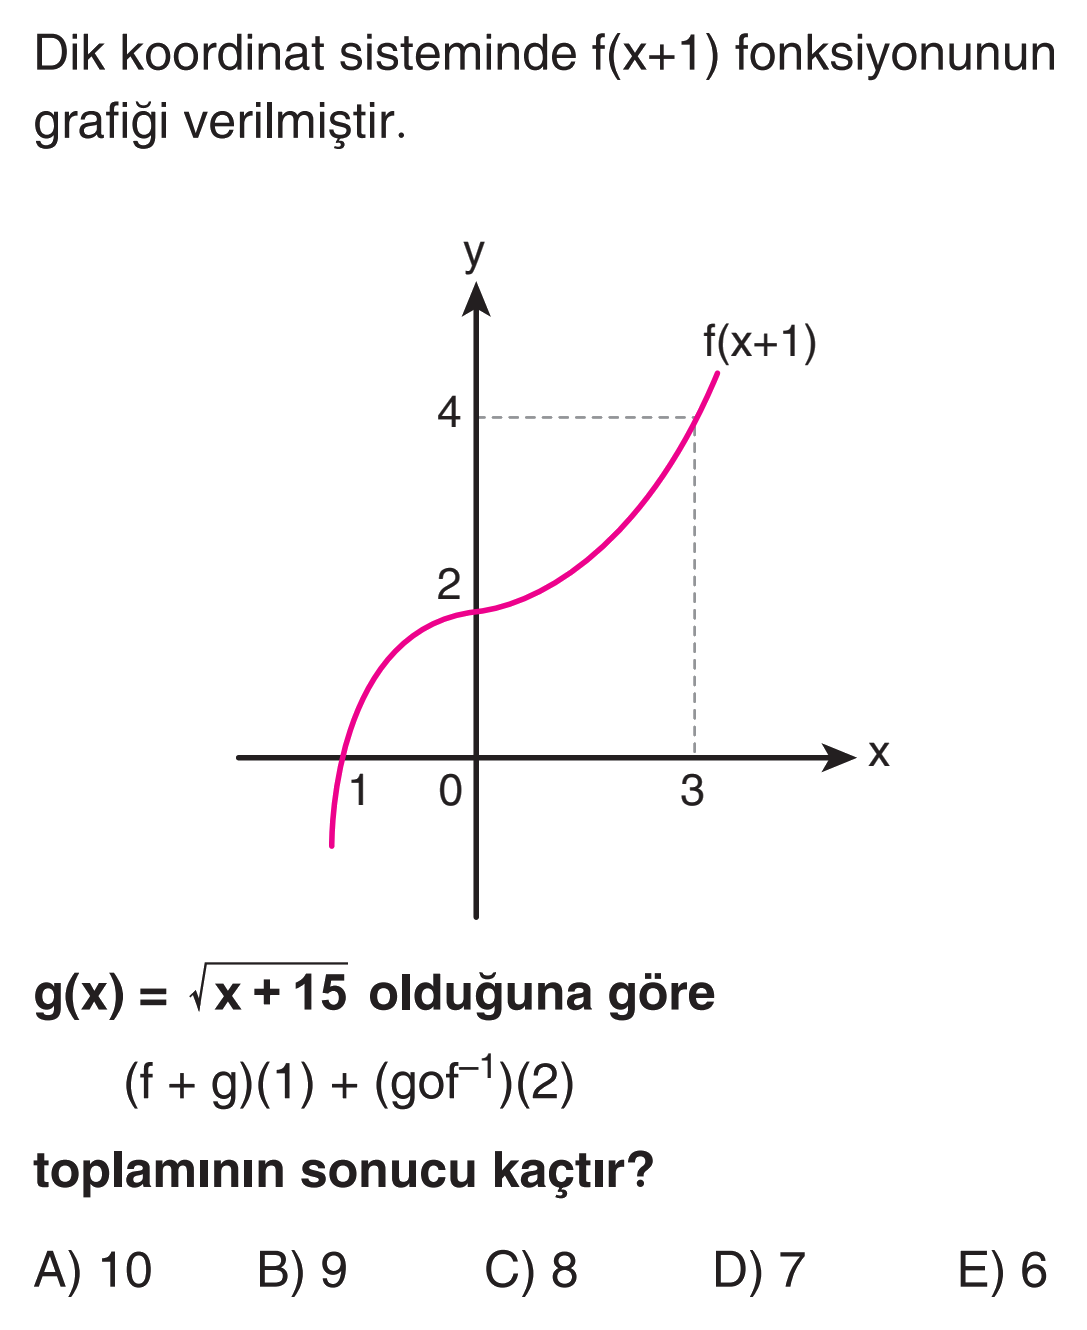 Dik koordinat sisteminde f(x+1) fonksiyonunun
grafiği verilmiştir.
y
f(x+1)
4
2
x
1
0
3
g(x) = √x + 15 olduğuna göre
(f + g)(1) + (gof⁻¹)(2)
toplamının sonucu kaçtır?
A) 10 B) 9 C) 8 D) 7 E) 6